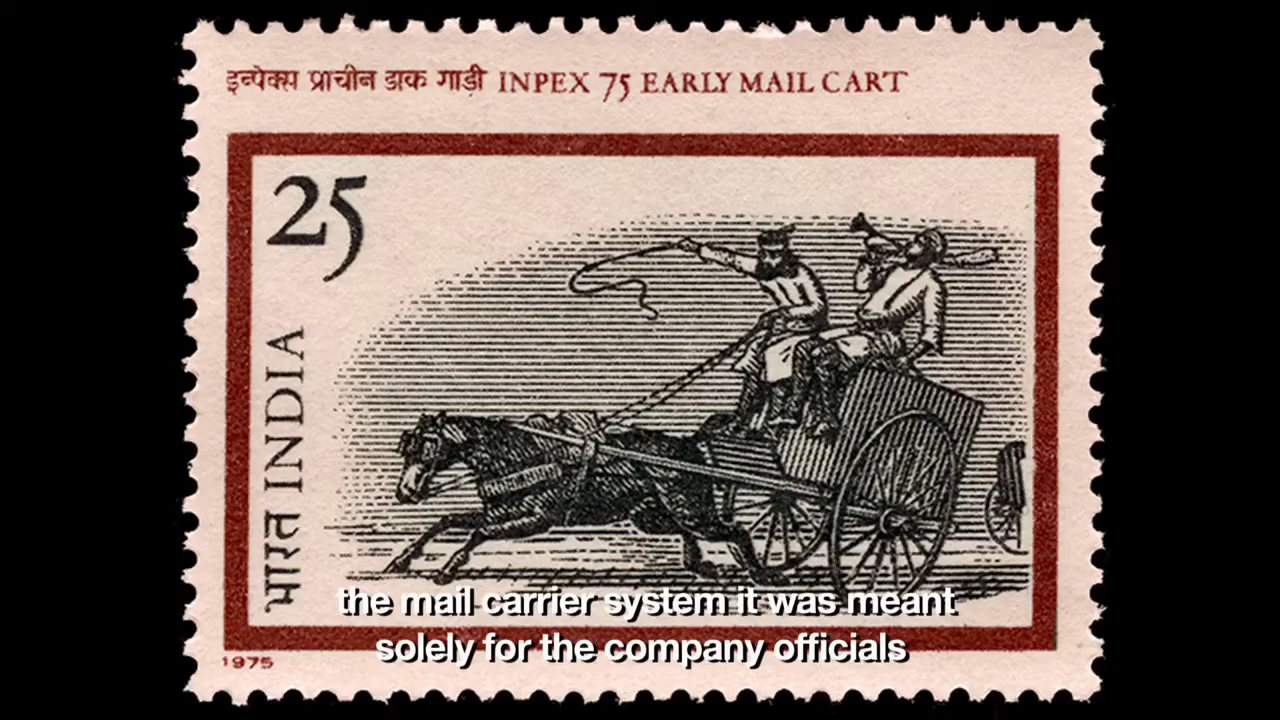 इन्पेक्स प्राचीन डाक गाड़ी INPEX 75 EARLY MAIL CART
25
भारत INDIA
the mail carrier system it was meant
solely for the company officials
1975